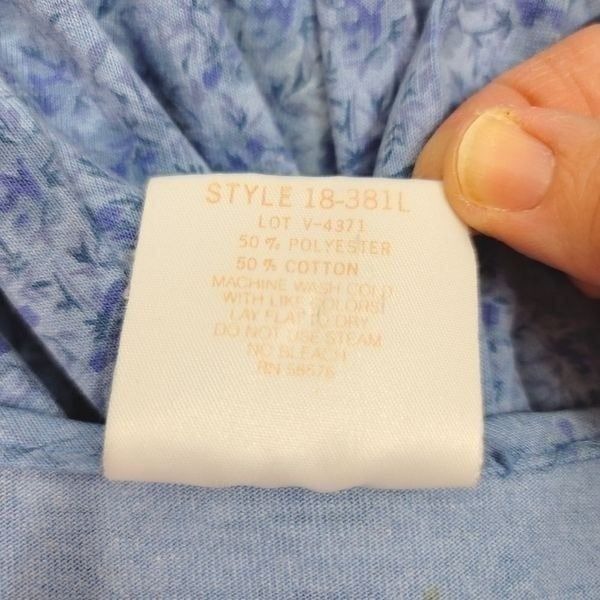 STYLE 18-381L
LOT V-4371
50 % POLYESTER
50 % COTTON
MACHINE WASH COLD
WITH LIKE COLORS
LAY FLAT TO DRY
DO NOT USE STEAM
NO BLEACH
RN 58576